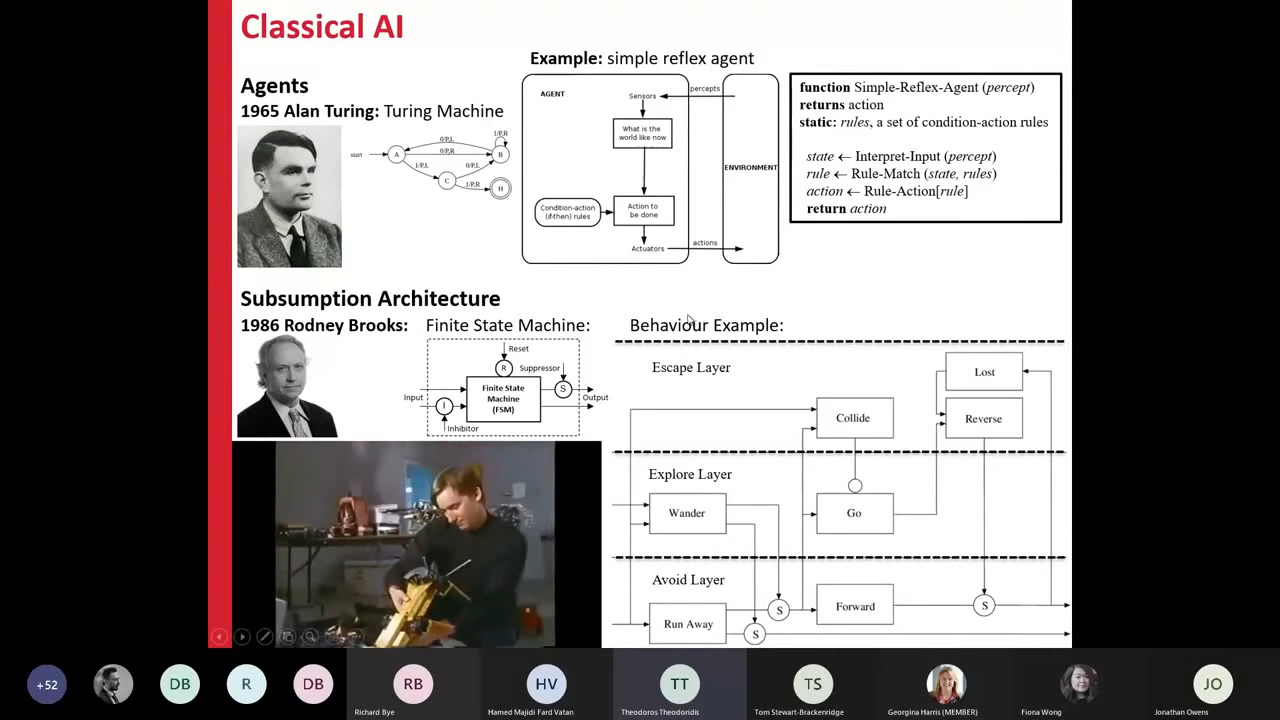 Classical AI
Example: simple reflex agent
Agents
1965 Alan Turing: Turing Machine
start
A
B
C
H
0/P,L
0/P,R
1/P,R
1/P,L
0/P,L
1/P,R
AGENT
Sensors
percepts
What is the
world like now
ENVIRONMENT
Condition-action
(if-then) rules
Action to
be done
Actuators
actions
function Simple-Reflex-Agent (percept)
returns action
static: rules, a set of condition-action rules
state ← Interpret-Input (percept)
rule ← Rule-Match (state, rules)
action ← Rule-Action[rule]
return action
Subsumption Architecture
1986 Rodney Brooks:
Finite State Machine:
Behaviour Example:
Reset
R
Suppressor
S
Input
Finite State
Machine
(FSM)
Output
I
Inhibitor
Escape Layer
Lost
Collide
Reverse
Explore Layer
Wander
Go
Avoid Layer
Run Away
S
S
Forward
S
+52
DB
R
DB
RB
Richard Bye
HV
Hamed Majidi Fard Vatan
TT
Theodoros Theodoridis
TS
Tom Stewart-Brackenridge
Georgina Harris (MEMBER)
Fiona Wong
JO
Jonathan Owens